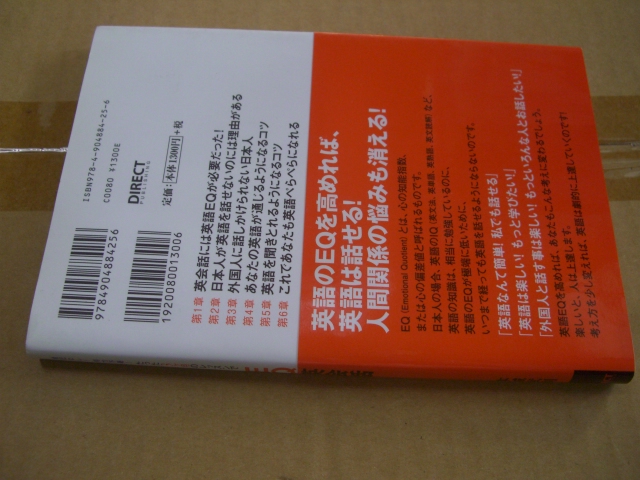 英語のEQを高めれば、
英語は話せる!
人間関係の悩みも消える!
EQ (Emotional Quotient) とは、心の知能指数、
または心の偏差値と呼ばれるものです。
日本人の場合、英語のIQ(英文法、英単語、英熟語、英文読解)など、
英語の知識は、相当に勉強しているのに、
英語のEQが極端に低いために、
いつまで経っても英語を話せるようにならないのです。
「英語なんて簡単!私でも話せる」
「英語は楽しい!もっと学びたい」
「外国人と話す事は楽しい!もっといろんな人とお話したい!」
英語EQを高めれば、あなたもこんな考えに変わるでしょう。
楽しいと、人は上達します。
考え方を少し変えれば、英語は劇的に上達していくのです!
第1章 英会話には英語EQが必要だった!
第2章 日本人が英語を話せないのには理由がある
第3章 外国人に話しかけられない日本人
第4章 あなたの英語が通じるようになるコツ
第5章 英語を聞きとれるようになるコツ
第6章 これであなたも英語ぺらぺらになれる
ISBN978-4-904884-25-6
C0080 ¥1300E
DIRECT
PUBLISHING
定価:[本体1300円]+税
9784904884256
1920080013006